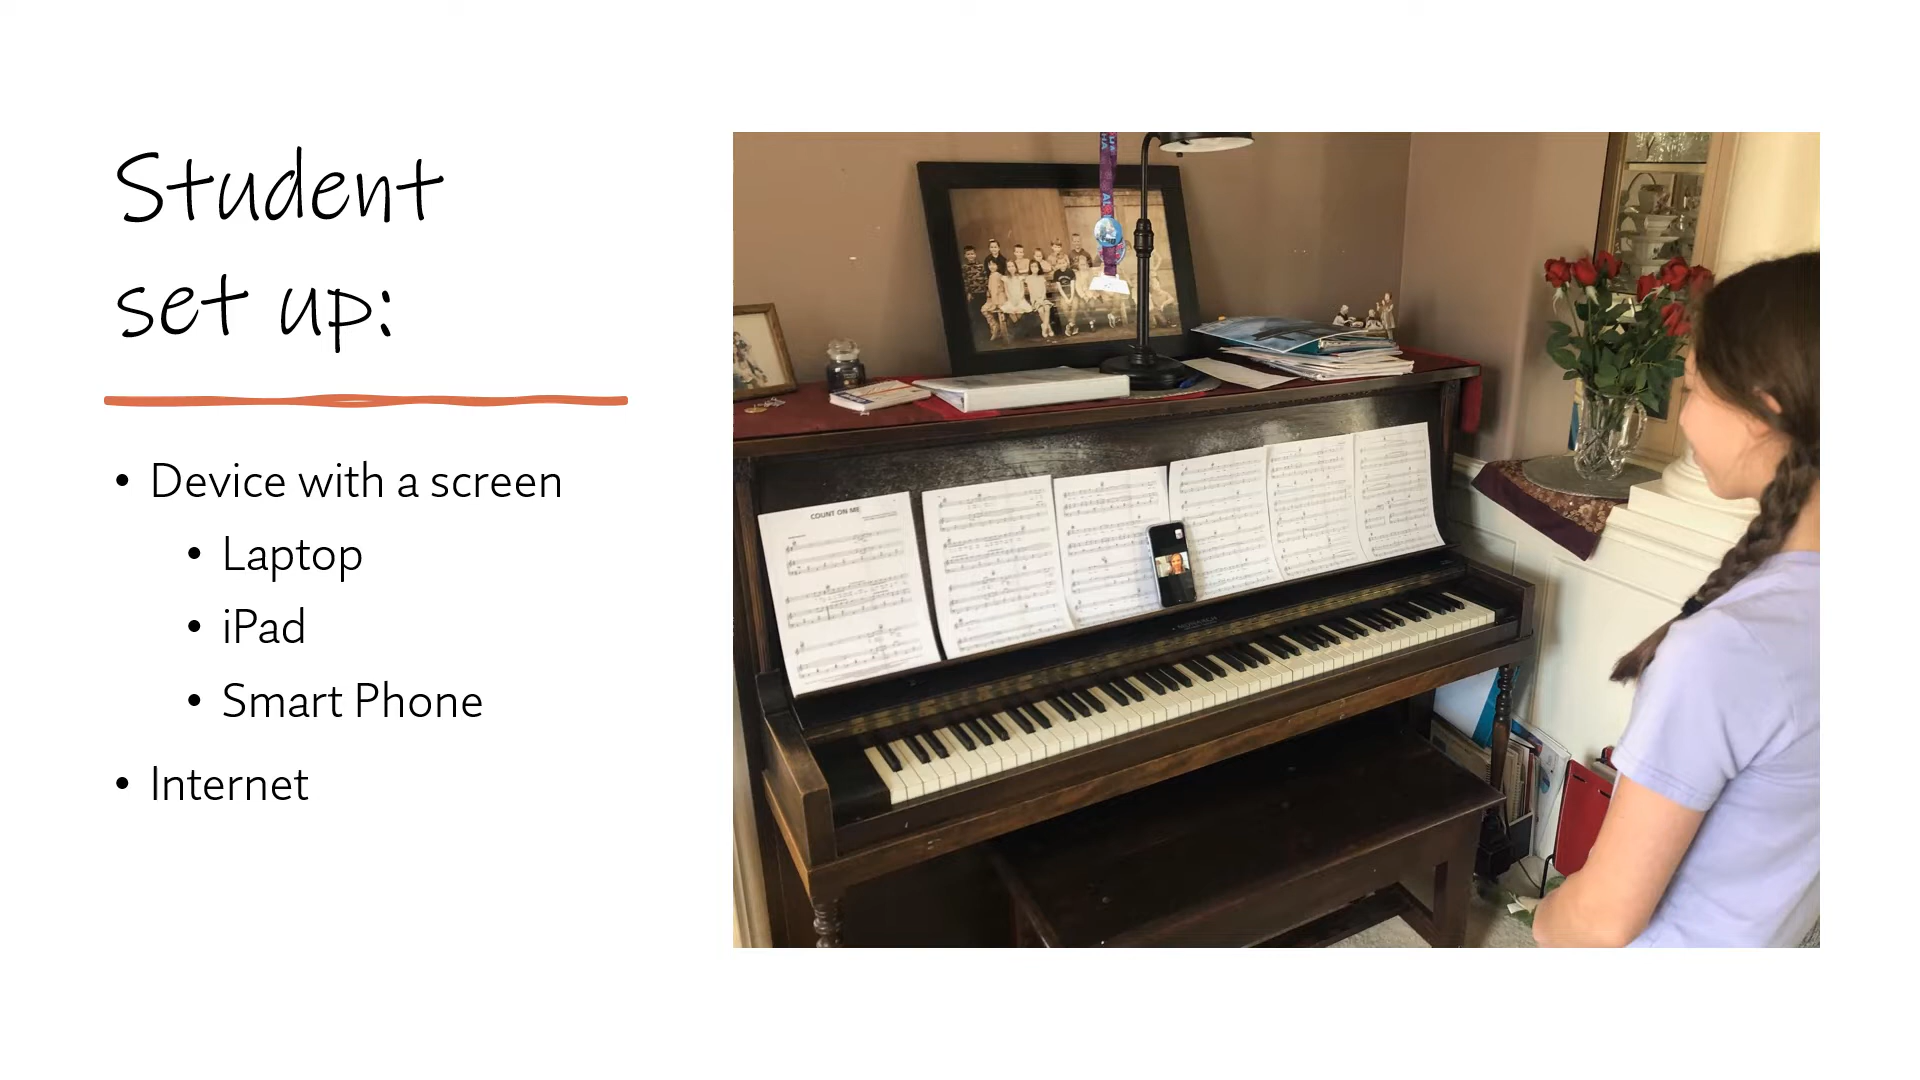 Student
set up:
• Device with a screen
• Laptop
• iPad
• Smart Phone
• Internet
COUNT ON ME